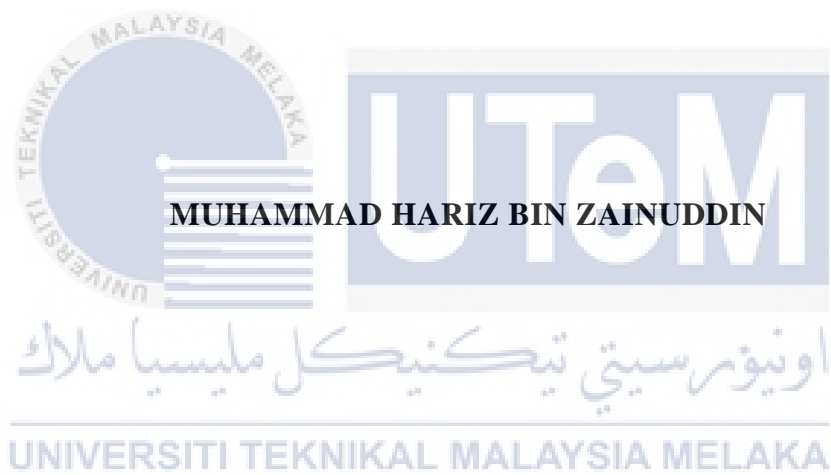 UNIVERSITI TEKNIKAL MALAYSIA MELAKA
UTeM
MUHAMMAD HARIZ BIN ZAINUDDIN
اونيۏرسيتي تيكنيكل مليسيا ملاك
UNIVERSITI TEKNIKAL MALAYSIA MELAKA